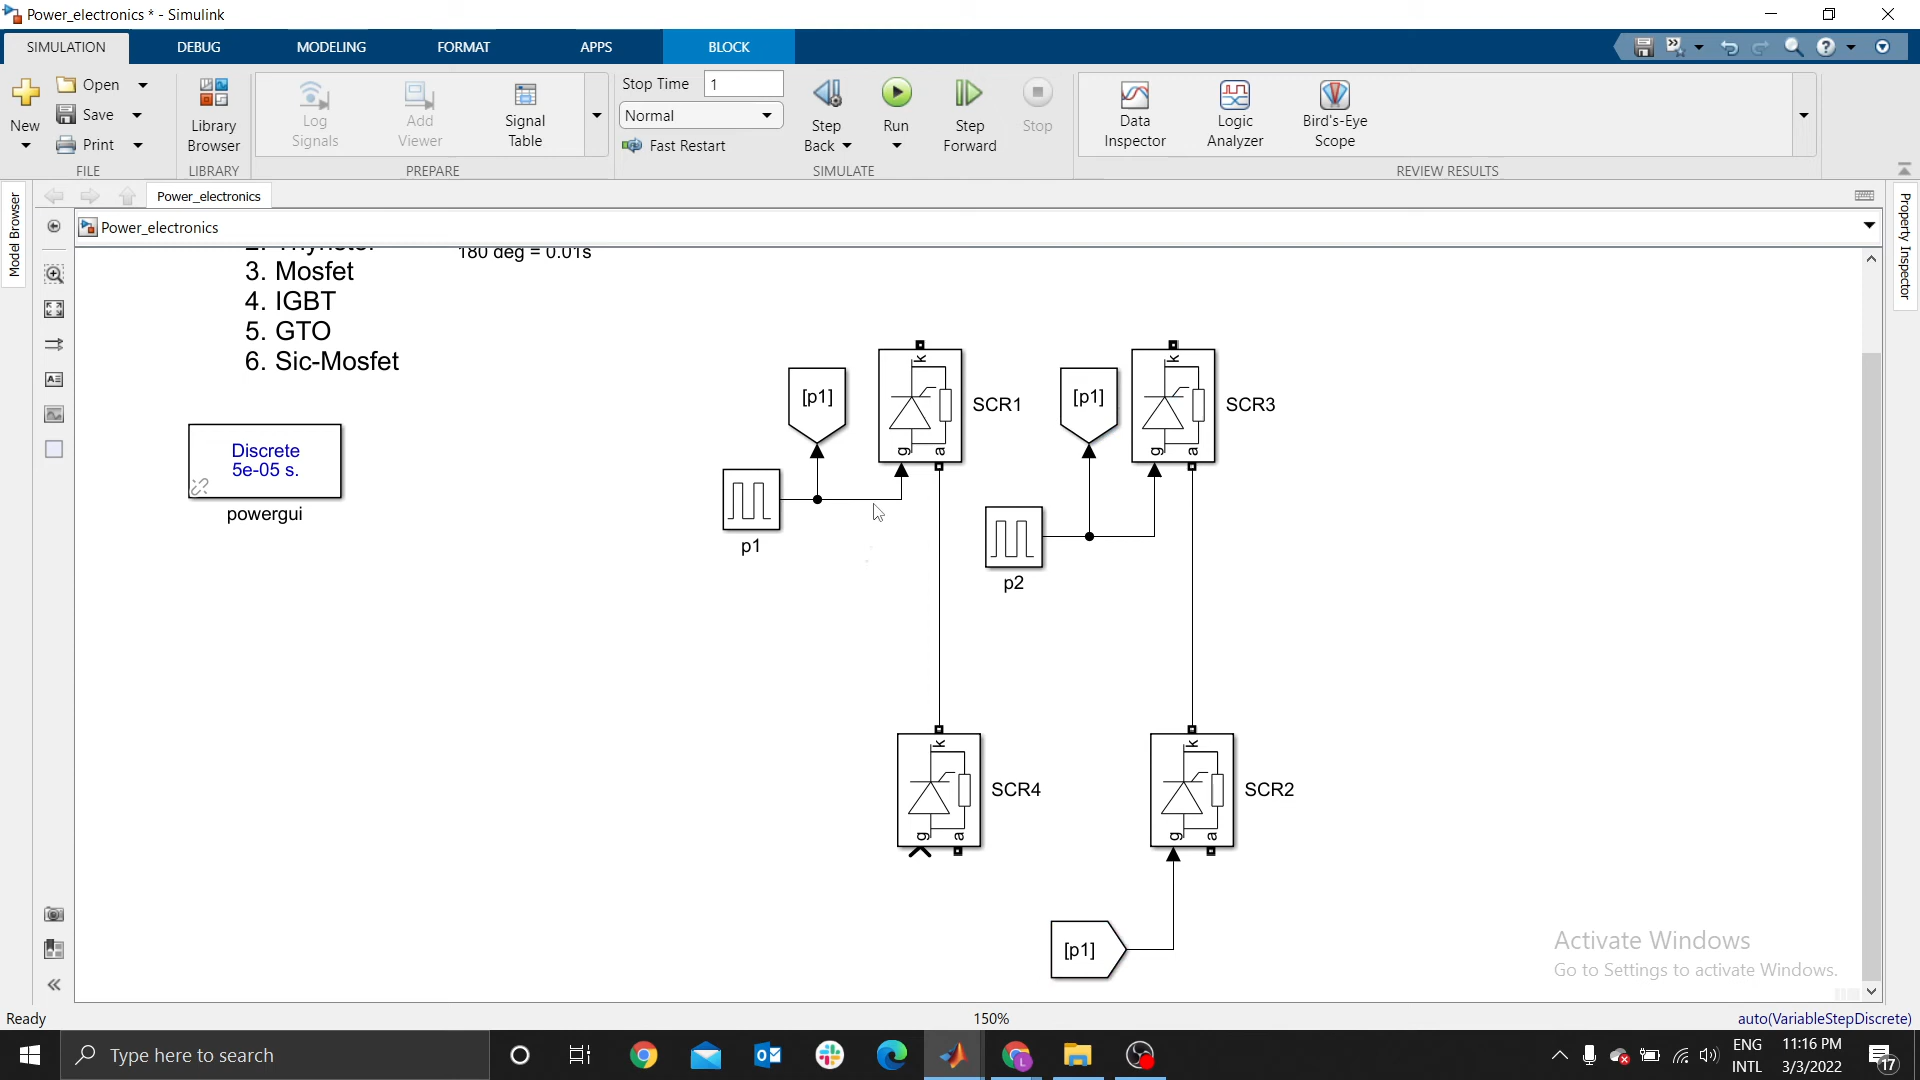 Power_electronics * - Simulink
SIMULATION
DEBUG
MODELING
FORMAT
APPS
BLOCK
New
Open
Save
Print
FILE
Library
Browser
LIBRARY
Log
Signals
Add
Viewer
Signal
Table
PREPARE
Stop Time
1
Normal
Fast Restart
Step
Back
Run
Step
Forward
Stop
SIMULATE
Data
Inspector
Logic
Analyzer
Bird's-Eye
Scope
REVIEW RESULTS
Model Browser
Property Inspector
Power_electronics
Power_electronics
2. Thyristor
180 deg = 0.01s
3. Mosfet
4. IGBT
5. GTO
6. Sic-Mosfet
Discrete
5e-05 s.
powergui
[p1]
k
g
a
SCR1
[p1]
k
g
a
SCR3
p1
p2
k
g
a
SCR4
k
g
a
SCR2
[p1]
Activate Windows
Go to Settings to activate Windows.
Ready
150%
auto(VariableStepDiscrete)
Type here to search
ENG
INTL
11:16 PM
3/3/2022
17